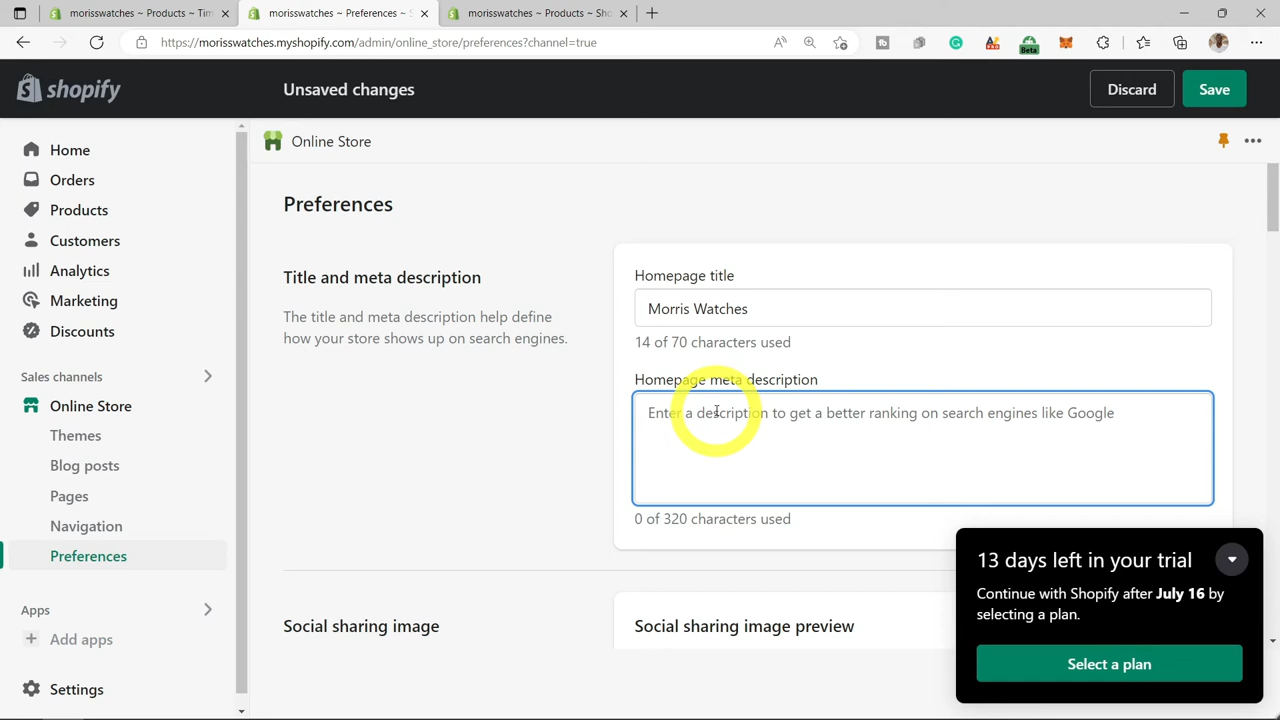 morisswatches ~ Products ~ Tim
morisswatches ~ Preferences ~ S
morisswatches ~ Products ~ Sho
https://morisswatches.myshopify.com/admin/online_store/preferences?channel=true
Beta
shopify
Unsaved changes
Discard
Save
Home
Orders
Products
Customers
Analytics
Marketing
Discounts
Sales channels
Online Store
Themes
Blog posts
Pages
Navigation
Preferences
Apps
Add apps
Settings
Online Store
Preferences
Title and meta description
The title and meta description help define
how your store shows up on search engines.
Homepage title
Morris Watches
14 of 70 characters used
Homepage meta description
Enter a description to get a better ranking on search engines like Google
0 of 320 characters used
Social sharing image
Social sharing image preview
13 days left in your trial
Continue with Shopify after July 16 by
selecting a plan.
Select a plan